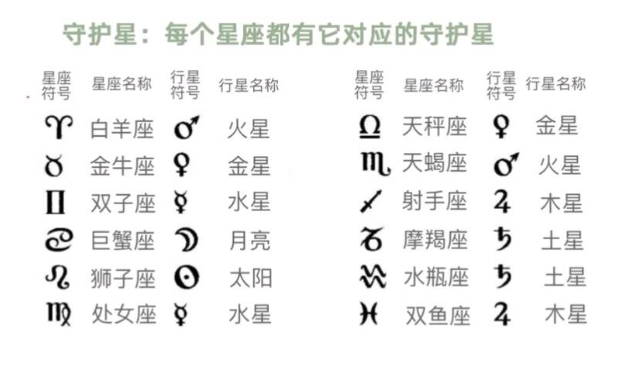 守护星：每个星座都有它对应的守护星
星座符号 星座名称 行星符号 行星名称 星座符号 星座名称 行星符号 行星名称
♈ 白羊座 ♂ 火星 ♎ 天秤座 ♀ 金星
♉ 金牛座 ♀ 金星 ♏ 天蝎座 ♂ 火星
♊ 双子座 ☿ 水星 ♐ 射手座 ♃ 木星
♋ 巨蟹座 ☽ 月亮 ♑ 摩羯座 ♄ 土星
♌ 狮子座 ☉ 太阳 ♒ 水瓶座 ♄ 土星
♍ 处女座 ☿ 水星 ♓ 双鱼座 ♃ 木星